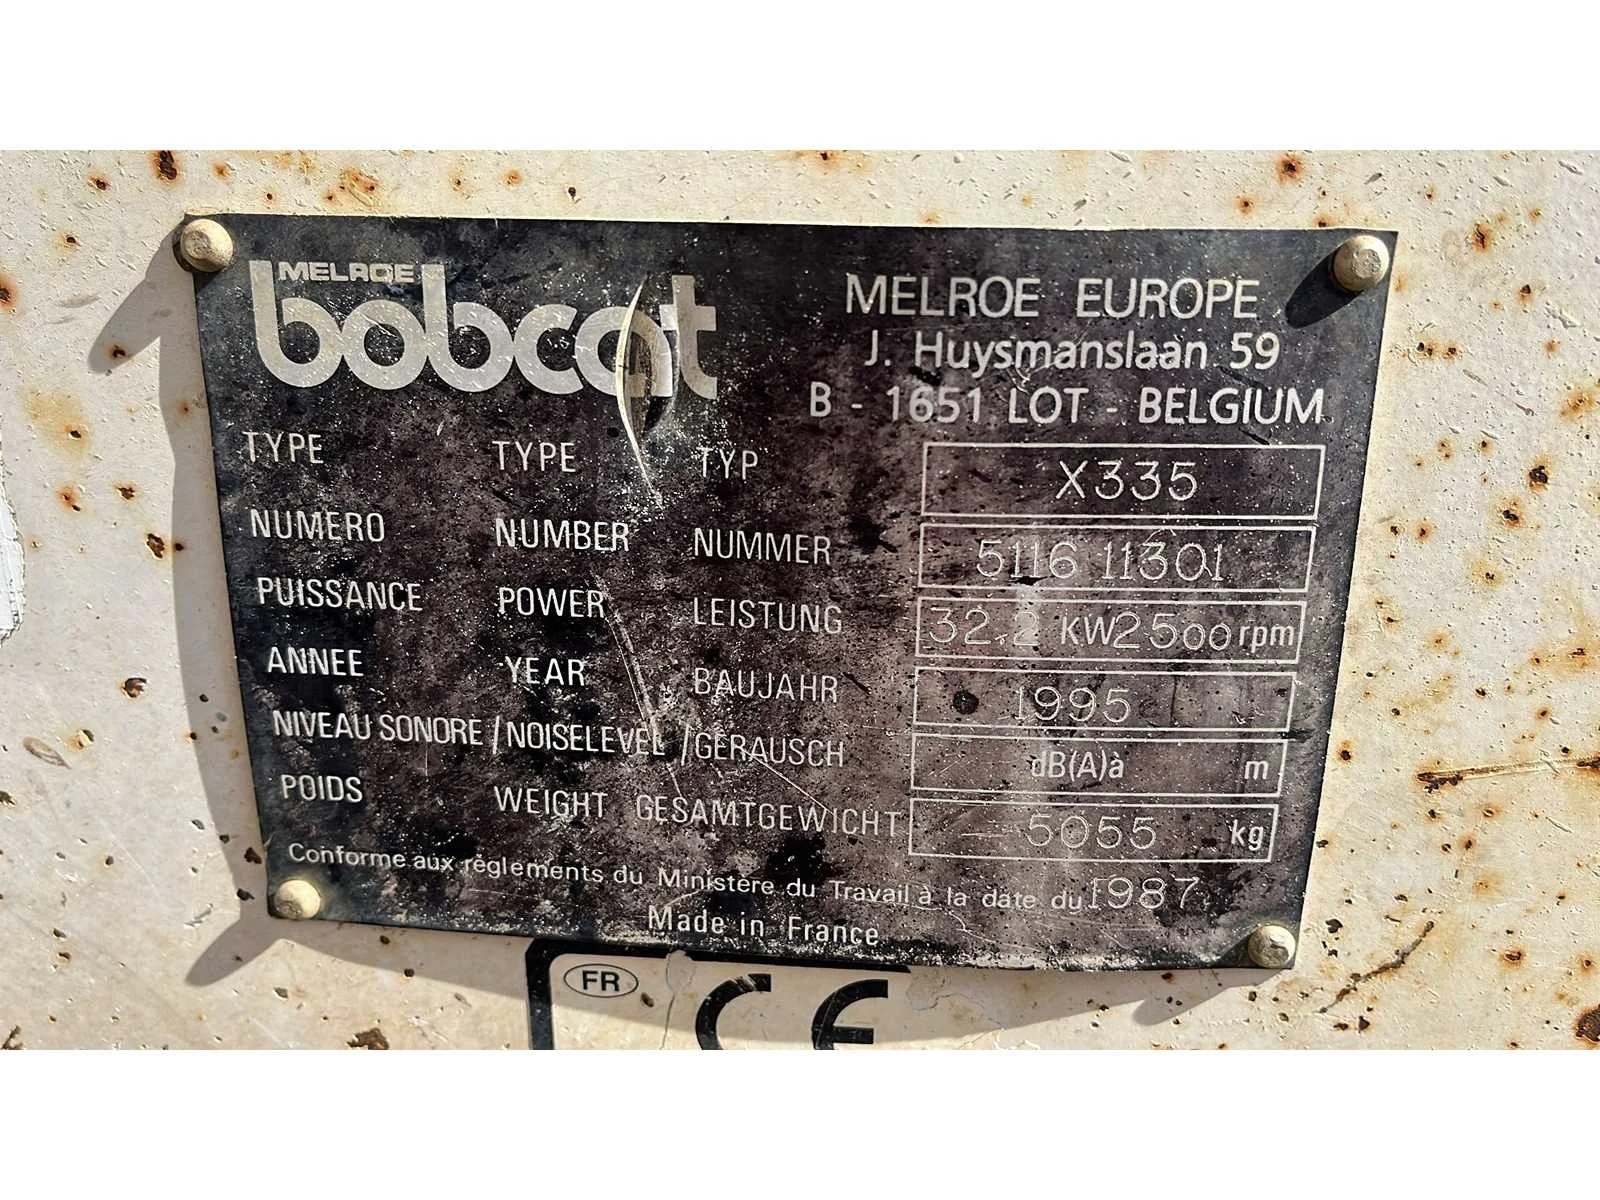 MELROE
bobcat
MELROE EUROPE
J. Huysmanslaan 59
B - 1651 LOT - BELGIUM
TYPE TYPE TYP X335
NUMERO NUMBER NUMMER 5116 11301
PUISSANCE POWER LEISTUNG 32.2 KW 2500 rpm
ANNEE YEAR BAUJAHR 1995
NIVEAU SONORE / NOISELEVEL / GERAUSCH dB(A)à m
POIDS WEIGHT GESAMTGEWICHT 5055 kg
Conforme aux règlements du Ministère du Travail à la date du 1987
Made in France
FR
CE